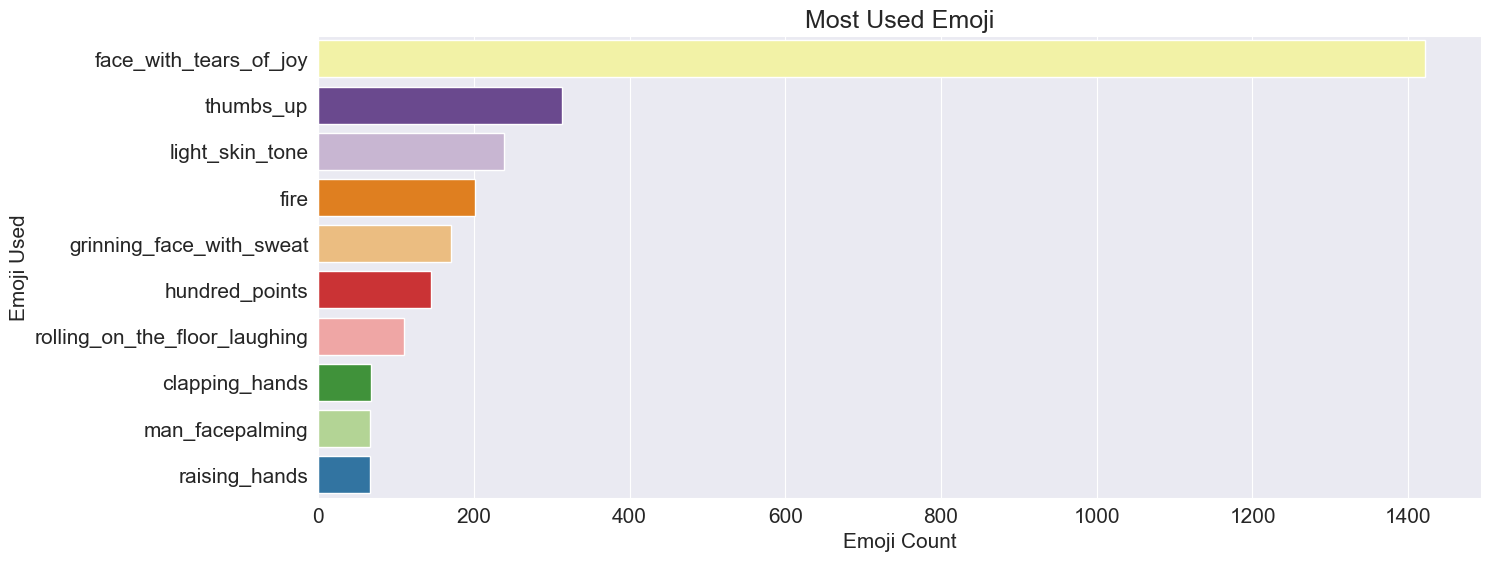 Most Used Emoji
face_with_tears_of_joy
thumbs_up
light_skin_tone
fire
grinning_face_with_sweat
hundred_points
rolling_on_the_floor_laughing
clapping_hands
man_facepalming
raising_hands
Emoji Used
0 200 400 600 800 1000 1200 1400
Emoji Count